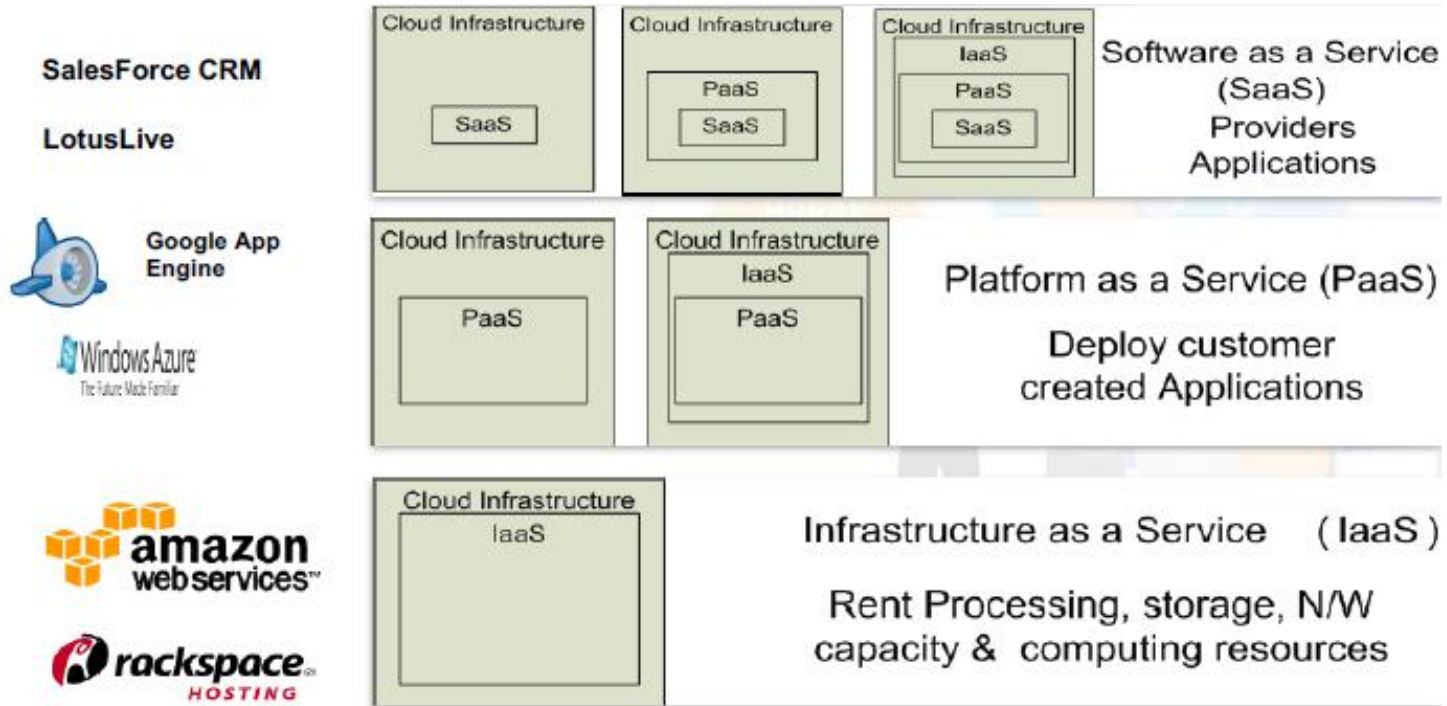 SalesForce CRM
LotusLive
Cloud Infrastructure
SaaS
Cloud Infrastructure
PaaS
SaaS
Cloud Infrastructure
IaaS
PaaS
SaaS
Software as a Service
(SaaS)
Providers
Applications
Google App
Engine
Windows Azure
The Future Made Familiar
Cloud Infrastructure
PaaS
Cloud Infrastructure
IaaS
PaaS
Platform as a Service (PaaS)
Deploy customer
created Applications
amazon
webservices™
rackspace
HOSTING
Cloud Infrastructure
IaaS
Infrastructure as a Service ( IaaS )
Rent Processing, storage, N/W
capacity & computing resources